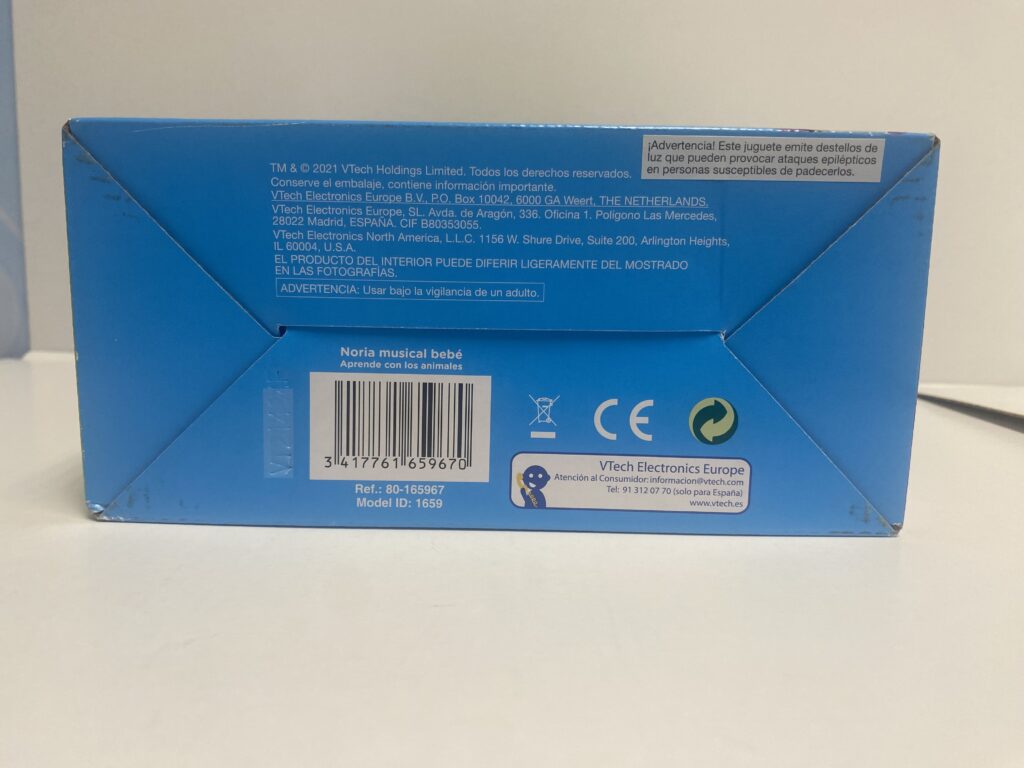 ¡Advertencia! Este juguete emite destellos de
luz que pueden provocar ataques epilépticos
en personas susceptibles de padecerlos.
TM & © 2021 VTech Holdings Limited. Todos los derechos reservados.
Conserve el embalaje, contiene información importante.
VTech Electronics Europe B.V., P.O. Box 10042, 6000 GA Weert, THE NETHERLANDS.
VTech Electronics Europe, SL. Avda. de Aragón, 336. Oficina 1. Poligono Las Mercedes,
28022 Madrid, ESPAÑA. CIF B80353055.
VTech Electronics North America, L.L.C. 1156 W. Shure Drive, Suite 200, Arlington Heights,
IL 60004, U.S.A.
EL PRODUCTO DEL INTERIOR PUEDE DIFERIR LIGERAMENTE DEL MOSTRADO
EN LAS FOTOGRAFÍAS.
ADVERTENCIA: Usar bajo la vigilancia de un adulto.
Noria musical bebé
Aprende con los animales
3 417761 659670
Ref.: 80-165967
Model ID: 1659
CE
VTech Electronics Europe
Atención al Consumidor: informacion@vtech.com
Tel: 91 312 07 70 (solo para España)
www.vtech.es